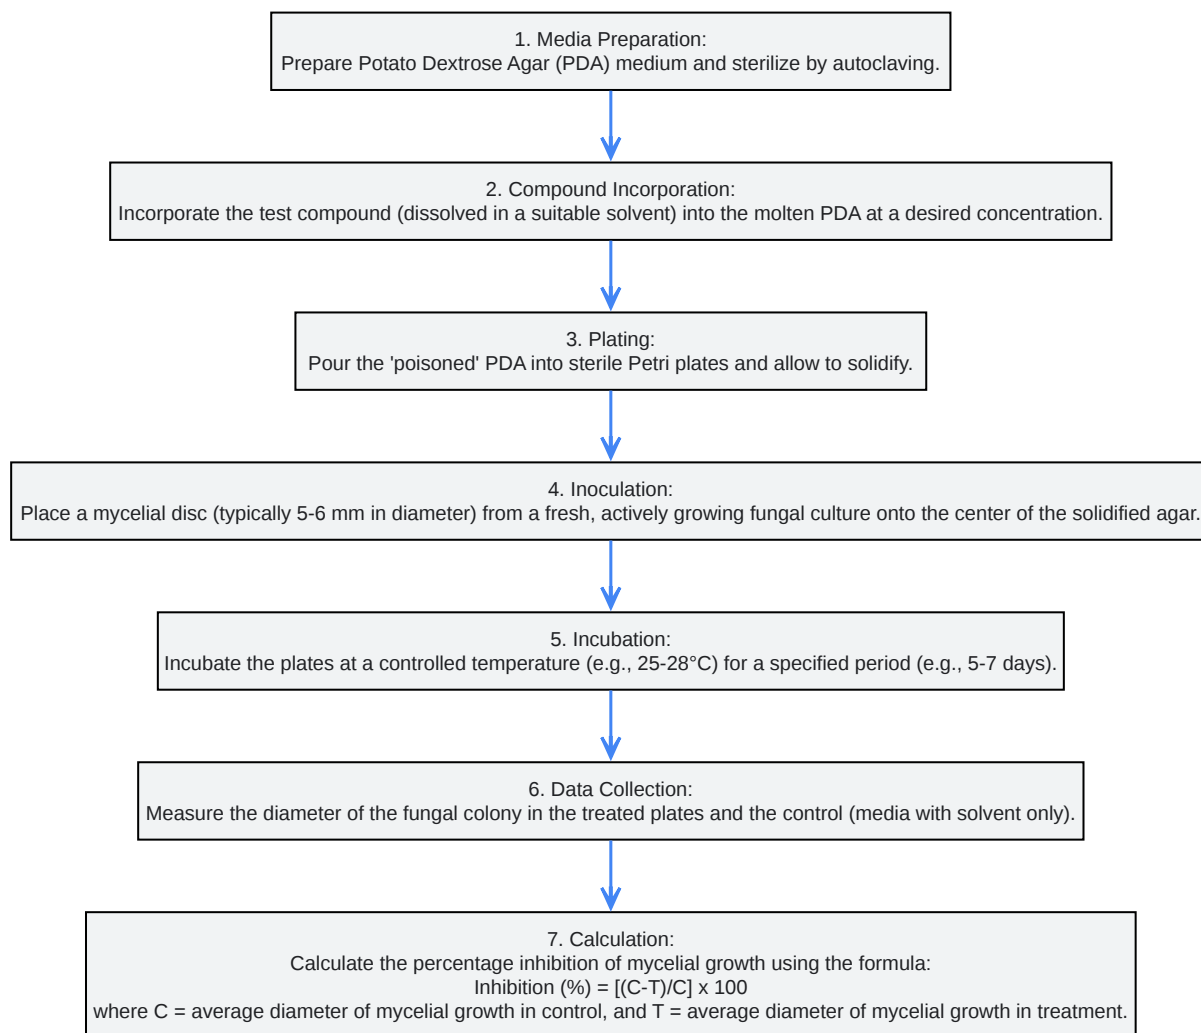 1. Media Preparation:
Prepare Potato Dextrose Agar (PDA) medium and sterilize by autoclaving.
2. Compound Incorporation:
Incorporate the test compound (dissolved in a suitable solvent) into the molten PDA at a desired concentration.
3. Plating:
Pour the 'poisoned' PDA into sterile Petri plates and allow to solidify.
4. Inoculation:
Place a mycelial disc (typically 5-6 mm in diameter) from a fresh, actively growing fungal culture onto the center of the solidified agar.
5. Incubation:
Incubate the plates at a controlled temperature (e.g., 25-28°C) for a specified period (e.g., 5-7 days).
6. Data Collection:
Measure the diameter of the fungal colony in the treated plates and the control (media with solvent only).
7. Calculation:
Calculate the percentage inhibition of mycelial growth using the formula:
Inhibition (%) = [(C-T)/C] x 100
where C = average diameter of mycelial growth in control, and T = average diameter of mycelial growth in treatment.